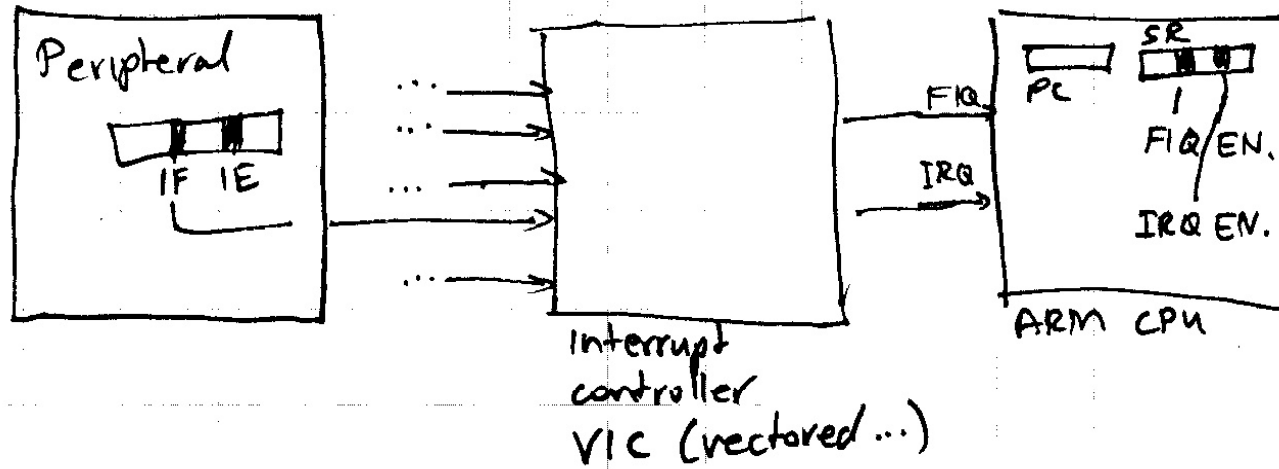 Peripheral
IF IE
...
...
...
...
Interrupt
controller
VIC (vectored...)
FIQ
IRQ
PC
SR
FIQ EN.
IRQ EN.
ARM CPU